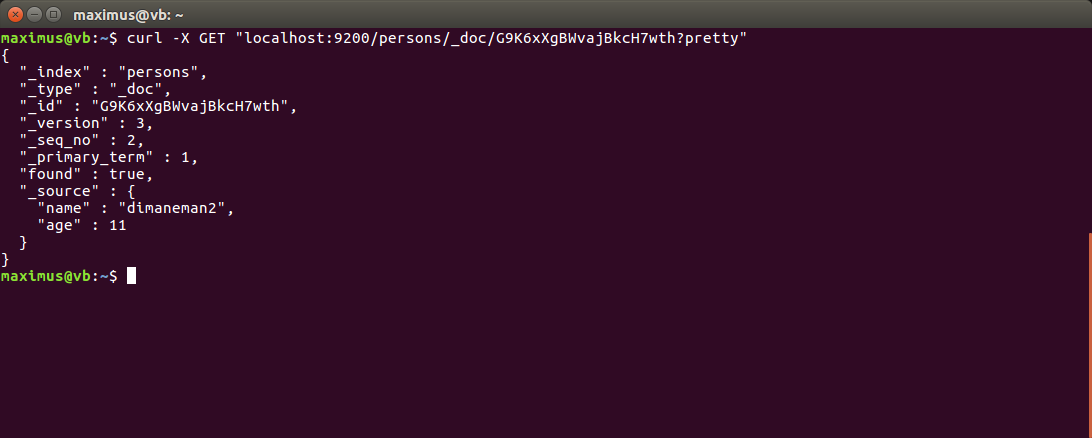 maximus@vb: ~
maximus@vb:~$ curl -X GET "localhost:9200/persons/_doc/G9K6xXgBWvajBkcH7wth?pretty"
{
  "_index" : "persons",
  "_type" : "_doc",
  "_id" : "G9K6xXgBWvajBkcH7wth",
  "_version" : 3,
  "_seq_no" : 2,
  "_primary_term" : 1,
  "found" : true,
  "_source" : {
    "name" : "dimaneman2",
    "age" : 11
  }
}
maximus@vb:~$